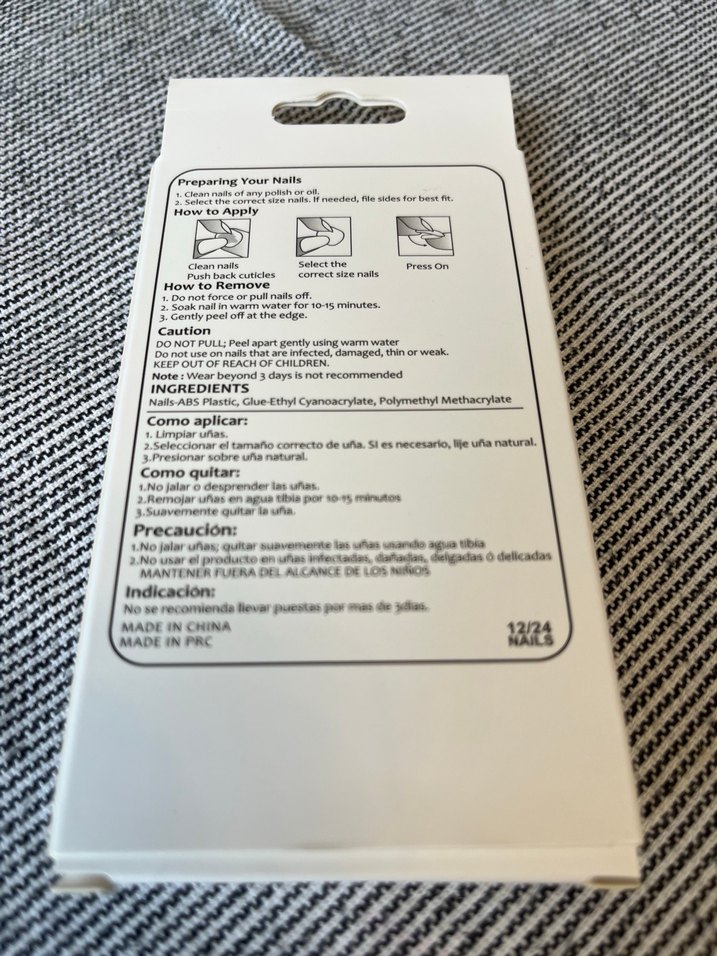 Preparing Your Nails
1. Clean nails of any polish or oil.
2. Select the correct size nails. If needed, file sides for best fit.
How to Apply
Clean nails
Push back cuticles
Select the
correct size nails
Press On
How to Remove
1. Do not force or pull nails off.
2. Soak nail in warm water for 10-15 minutes.
3. Gently peel off at the edge.
Caution
DO NOT PULL; Peel apart gently using warm water
Do not use on nails that are infected, damaged, thin or weak.
KEEP OUT OF REACH OF CHILDREN.
Note : Wear beyond 3 days is not recommended
INGREDIENTS
Nails-ABS Plastic, Glue-Ethyl Cyanoacrylate, Polymethyl Methacrylate
Como aplicar:
1. Limpiar uñas.
2.Seleccionar el tamaño correcto de uña. Si es necesario, lije uña natural.
3.Presionar sobre uña natural.
Como quitar:
1.No jalar o desprender las uñas.
2.Remojar uñas en agua tibia por 10-15 minutos
3.Suavemente quitar la uña.
Precaución:
1.No jalar uñas; quitar suavemente las uñas usando agua tibia
2.No usar el producto en uñas infectadas, dañadas, delgadas ó delicadas
MANTENER FUERA DEL ALCANCE DE LOS NIÑOS
Indicación:
No se recomienda llevar puestas por mas de 3dias.
MADE IN CHINA
MADE IN PRC
12/24
NAILS